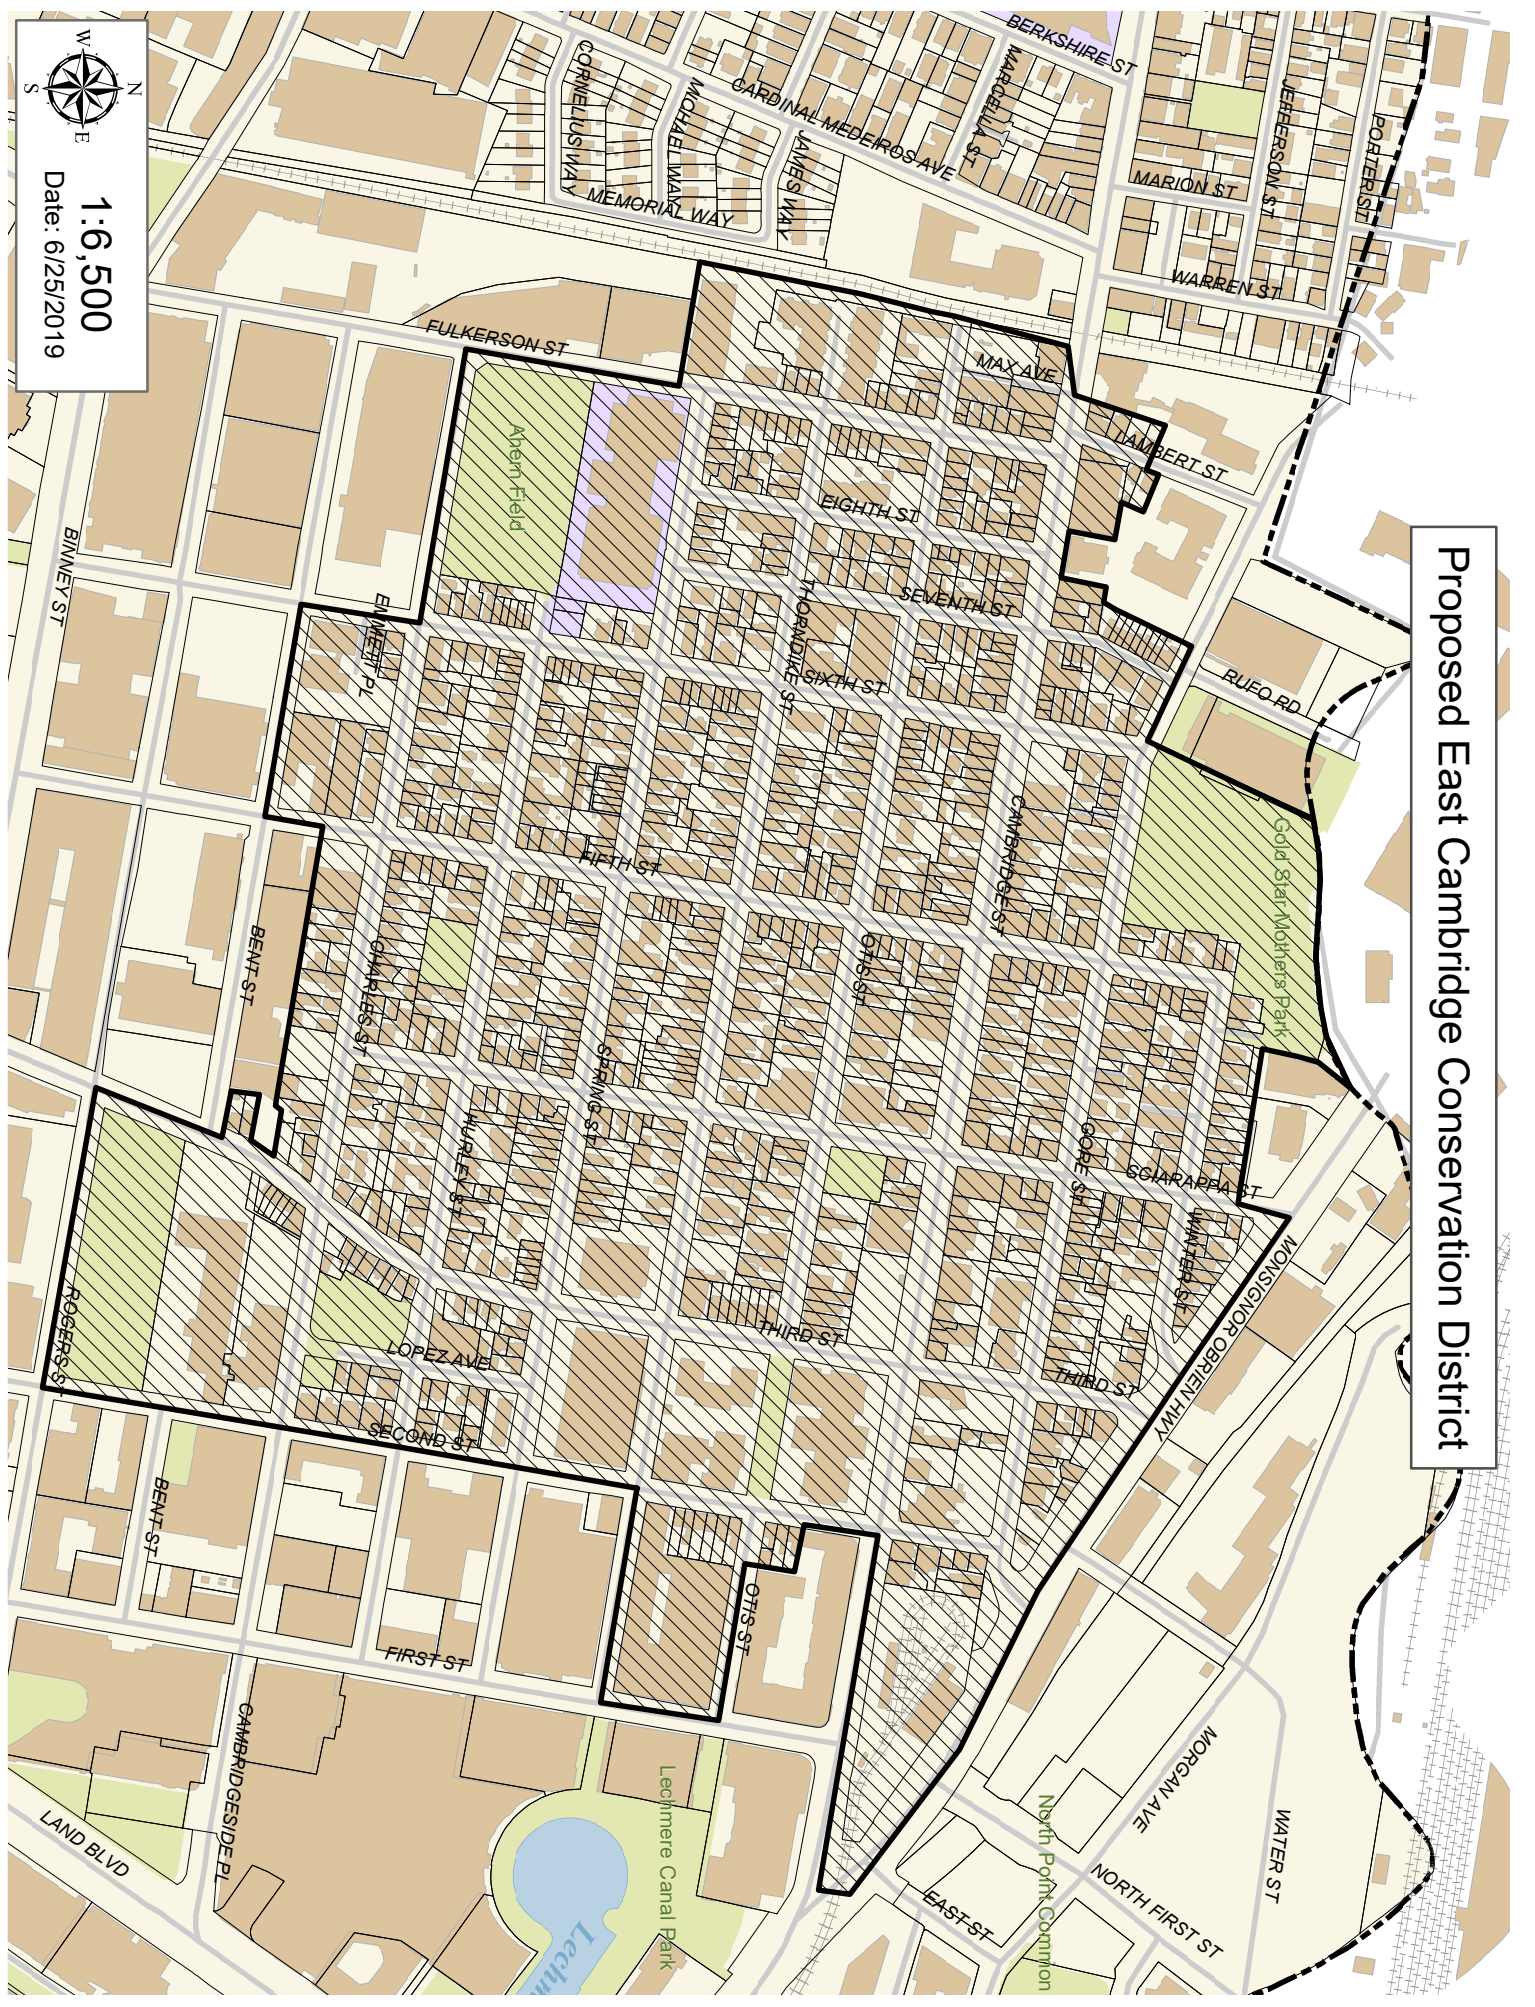 Proposed East Cambridge Conservation District
N
W
E
S
1:6,500
Date: 6/25/2019
BERKSHIRE ST
PORTER ST
JEFFERSON ST
MARCELLA ST
CORNELIUS WAY
MICHAEL WAY
CARDINAL MEDEIROS AVE
JAMES WAY
MARION ST
MEMORIAL WAY
WARREN ST
FULKERSON ST
MAX AVE
LAMBERT ST
Ahern Field
EIGHTH ST
BINNEY ST
SEVENTH ST
THORNDIKE ST
EMMET PL
SIXTH ST
RUFO RD
CAMBRIDGE ST
Gold Star Mothers Park
FIFTH ST
BENT ST
CHARLES ST
OTIS ST
SPRING ST
HURLEY ST
GORE ST
SCIARAPPA ST
WINTER ST
MONSIGNOR OBRIEN HWY
ROGERS ST
THIRD ST
LOPEZ AVE
THIRD ST
SECOND ST
BENT ST
OTIS ST
FIRST ST
CAMBRIDGESIDE PL
LAND BLVD
Lechmere Canal Park
North Point Common
MORGAN AVE
WATER ST
NORTH FIRST ST
EAST ST